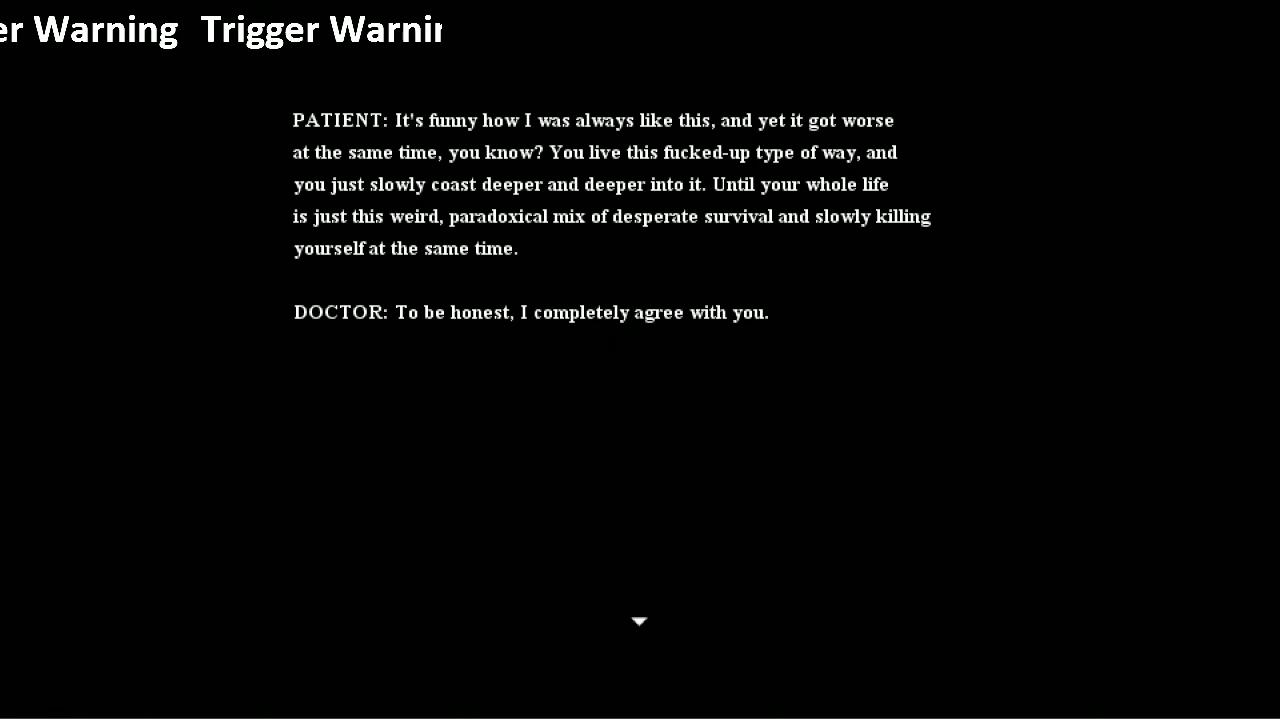 er Warning Trigger Warnin
PATIENT: It's funny how I was always like this, and yet it got worse
at the same time, you know? You live this fucked-up type of way, and
you just slowly coast deeper and deeper into it. Until your whole life
is just this weird, paradoxical mix of desperate survival and slowly killing
yourself at the same time.
DOCTOR: To be honest, I completely agree with you.